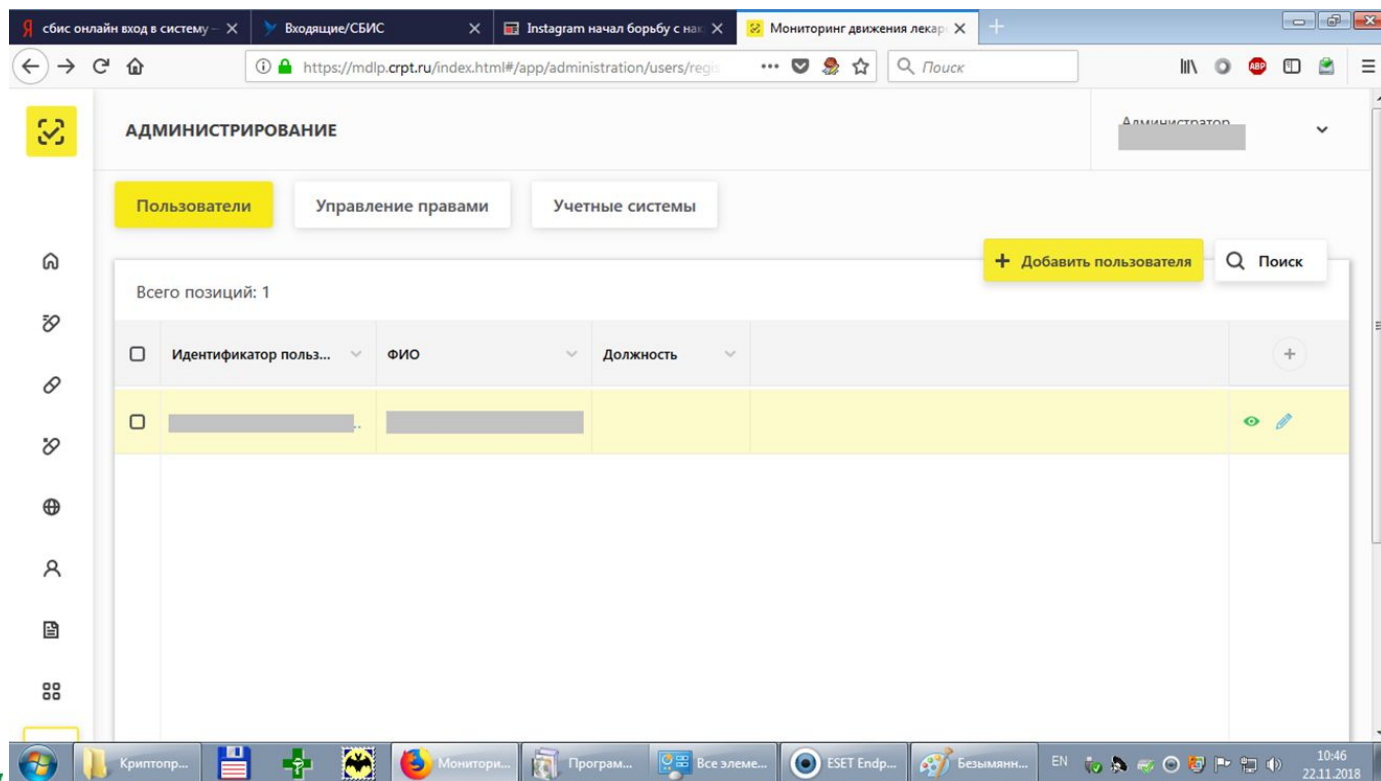 Я сбис онлайн вход в систему — Входящие/СБИС Instagram начал борьбу с нак Мониторинг движения лекар
https://mdlp.crpt.ru/index.html#/app/administration/users/regis Поиск ABP
АДМИНИСТРИРОВАНИЕ Администратор
Пользователи Управление правами Учетные системы
+ Добавить пользователя Поиск
Всего позиций: 1
Идентификатор польз... ФИО Должность
..
Криптопр... Монитори... Програм... Все элеме... ESET Endp... Безымянн... EN 10:46
22.11.2018